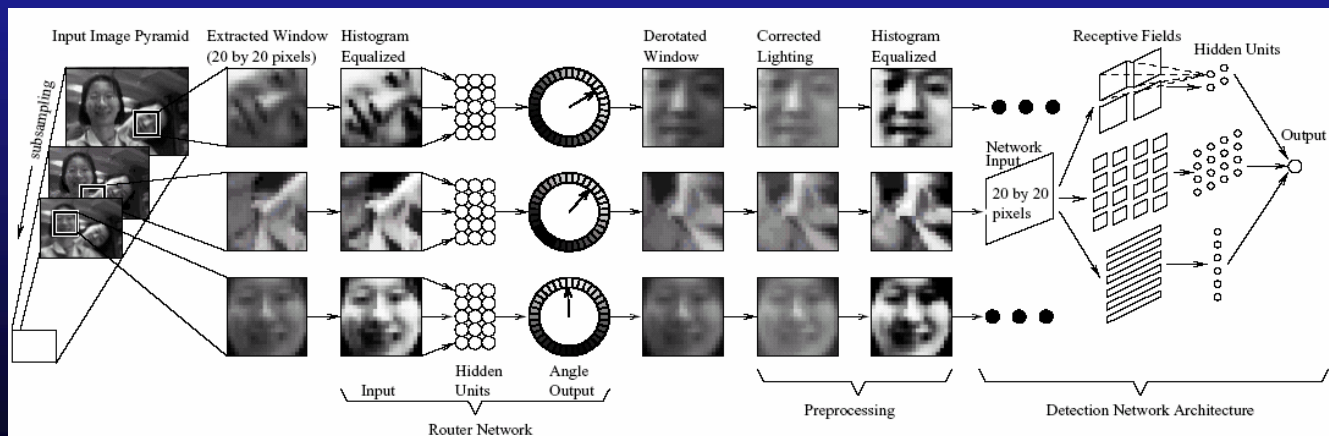 Input Image Pyramid
Extracted Window
(20 by 20 pixels)
Histogram
Equalized
Derotated
Window
Corrected
Lighting
Histogram
Equalized
Receptive Fields
Hidden Units
subsampling
Network
Input
20 by 20
pixels
Output
Input
Hidden
Units
Angle
Output
Router Network
Preprocessing
Detection Network Architecture